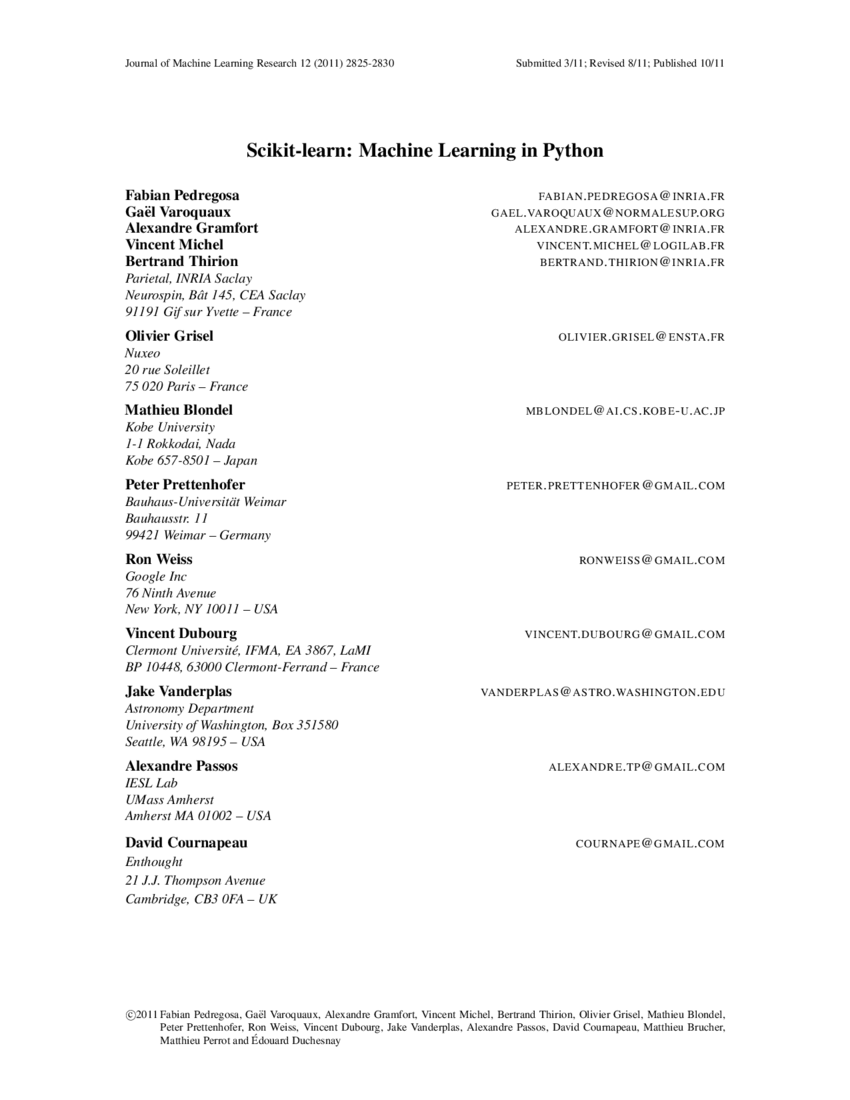 Journal of Machine Learning Research 12 (2011) 2825-2830 Submitted 3/11; Revised 8/11; Published 10/11
Scikit-learn: Machine Learning in Python
Fabian Pedregosa FABIAN.PEDREGOSA@INRIA.FR
Gaël Varoquaux GAEL.VAROQUAUX@NORMALESUP.ORG
Alexandre Gramfort ALEXANDRE.GRAMFORT@INRIA.FR
Vincent Michel VINCENT.MICHEL@LOGILAB.FR
Bertrand Thirion BERTRAND.THIRION@INRIA.FR
Parietal, INRIA Saclay
Neurospin, Bât 145, CEA Saclay
91191 Gif sur Yvette – France
Olivier Grisel OLIVIER.GRISEL@ENSTA.FR
Nuxeo
20 rue Soleillet
75 020 Paris – France
Mathieu Blondel MBLONDEL@AI.CS.KOBE-U.AC.JP
Kobe University
1-1 Rokkodai, Nada
Kobe 657-8501 – Japan
Peter Prettenhofer PETER.PRETTENHOFER@GMAIL.COM
Bauhaus-Universität Weimar
Bauhausstr. 11
99421 Weimar – Germany
Ron Weiss RONWEISS@GMAIL.COM
Google Inc
76 Ninth Avenue
New York, NY 10011 – USA
Vincent Dubourg VINCENT.DUBOURG@GMAIL.COM
Clermont Université, IFMA, EA 3867, LaMI
BP 10448, 63000 Clermont-Ferrand – France
Jake Vanderplas VANDERPLAS@ASTRO.WASHINGTON.EDU
Astronomy Department
University of Washington, Box 351580
Seattle, WA 98195 – USA
Alexandre Passos ALEXANDRE.TP@GMAIL.COM
IESL Lab
UMass Amherst
Amherst MA 01002 – USA
David Cournapeau COURNAPE@GMAIL.COM
Enthought
21 J.J. Thompson Avenue
Cambridge, CB3 0FA – UK
©2011 Fabian Pedregosa, Gaël Varoquaux, Alexandre Gramfort, Vincent Michel, Bertrand Thirion, Olivier Grisel, Mathieu Blondel,
Peter Prettenhofer, Ron Weiss, Vincent Dubourg, Jake Vanderplas, Alexandre Passos, David Cournapeau, Matthieu Brucher,
Matthieu Perrot and Édouard Duchesnay